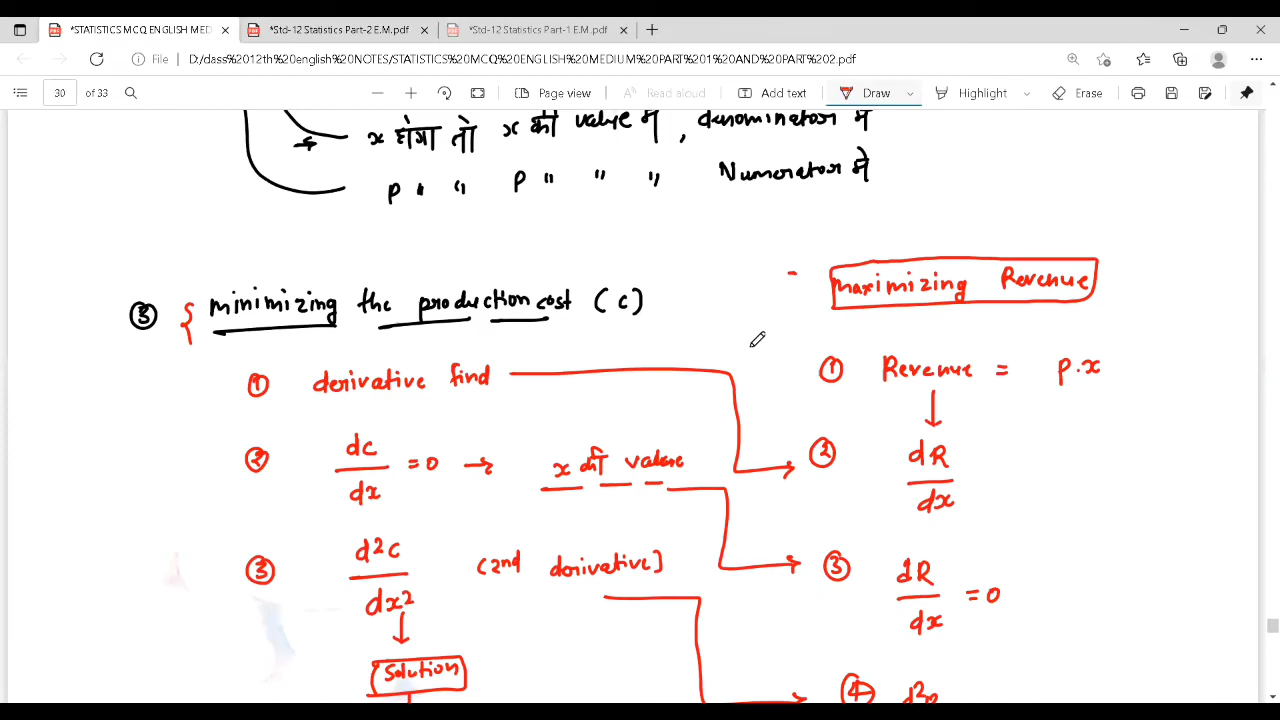 *STATISTICS MCQ ENGLISH MED
*Std-12 Statistics Part-2 E.M.pdf
*Std-12 Statistics Part-1 E.M.pdf
File
D:/dass%2012th%20english%20NOTES/STATISTICS%20MCQ%20ENGLISH%20MEDIUM%20PART%201%20AND%20PART%202.pdf
30 of 33
Page view
Read aloud
Add text
Draw
Highlight
Erase
x होगा तो x की value में, denominator में
p " " p " " " Numerator में
③ { minimizing the production cost (c)
① derivative find
② dc/dx = 0 → x की value
③ d²c/dx² (2nd derivative)
Solution
- maximizing Revenue
① Revenue = p.x
② dR/dx
③ dR/dx = 0
④